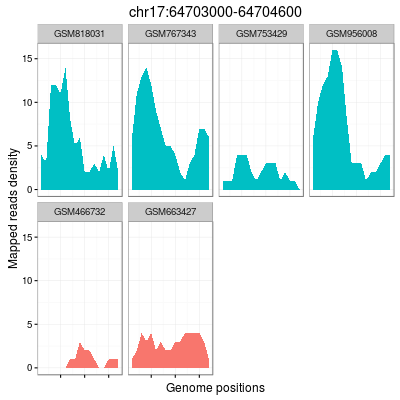 chr17:64703000-64704600
GSM818031 GSM767343 GSM753429 GSM956008
15
10
5
0
GSM466732 GSM663427
15
10
5
0
Mapped reads density
Genome positions